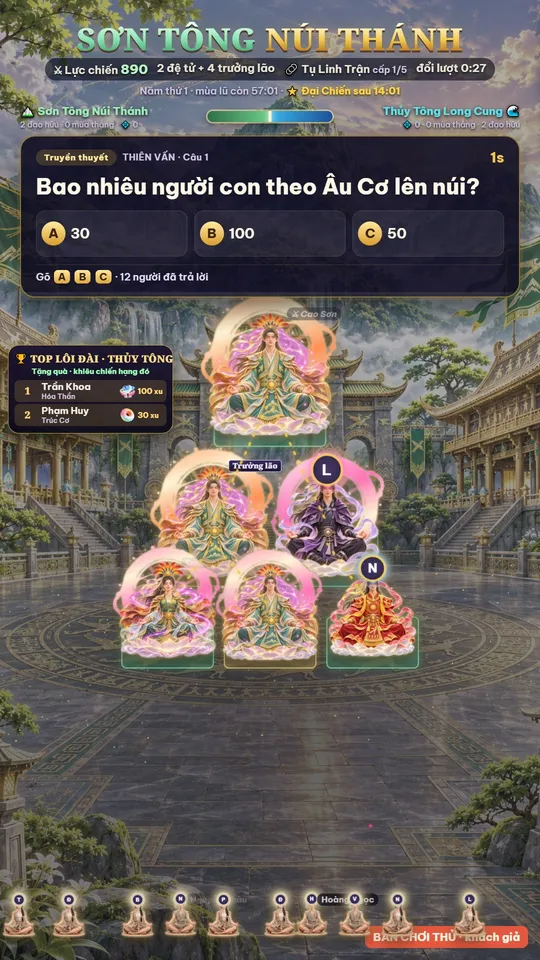 SƠN TÔNG NÚI THÁNH
Lực chiến 890 2 đệ tử + 4 trưởng lão Tụ Linh Trận cấp 1/5 đổi lượt 0:27
Năm thứ 1 · mùa lũ còn 57:01 · Đại Chiến sau 14:01
Sơn Tông Núi Thánh
Thủy Tông Long Cung
2 đạo hữu · 0 mùa thắng · 0
0 · 0 mùa thắng · 2 đạo hữu
Truyền thuyết THIÊN VẤN · Câu 1 1s
Bao nhiêu người con theo Âu Cơ lên núi?
A 30 B 100 C 50
Gõ A B C · 12 người đã trả lời
Cao Sơn
TOP LÔI ĐÀI · THỦY TÔNG
Tặng quà · khiêu chiến hạng đó
1 Trần Khoa 100 xu
Hóa Thần
2 Phạm Huy 30 xu
Trúc Cơ
Trưởng lão
L
N
T Đ B N P Đ H V N L
BẢN CHƠI THỬ · khách giả